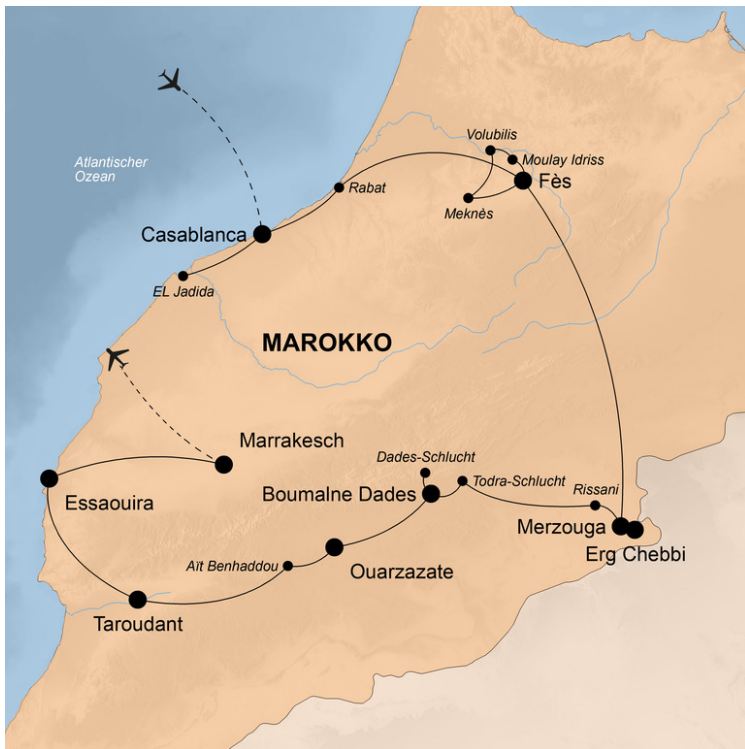 Volubilis
Atlantischer
Ozean
Moulay Idriss
Fès
Rabat
Meknès
Casablanca
EL Jadida
MAROKKO
Marrakesch
Dades-Schlucht
Todra-Schlucht
Essaouira
Boumalne Dades
Rissani
Merzouga
Erg Chebbi
Aït Benhaddou
Ouarzazate
Taroudant